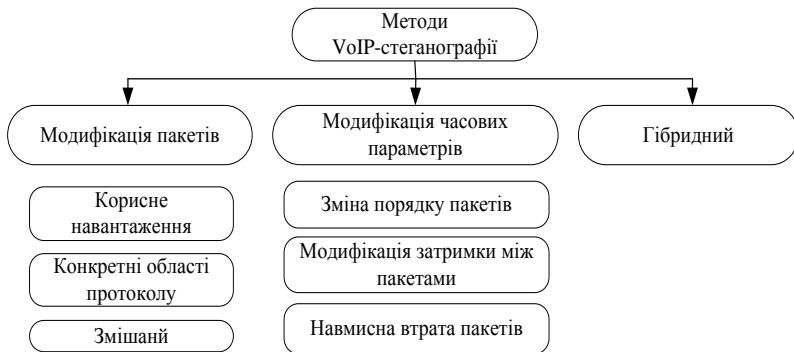 Методи
VoIP-стеганографії
Модифікація пакетів
Модифікація часових
параметрів
Гібридний
Корисне
навантаження
Конкретні області
протоколу
Змішанй
Зміна порядку пакетів
Модифікація затримки між
пакетами
Навмисна втрата пакетів